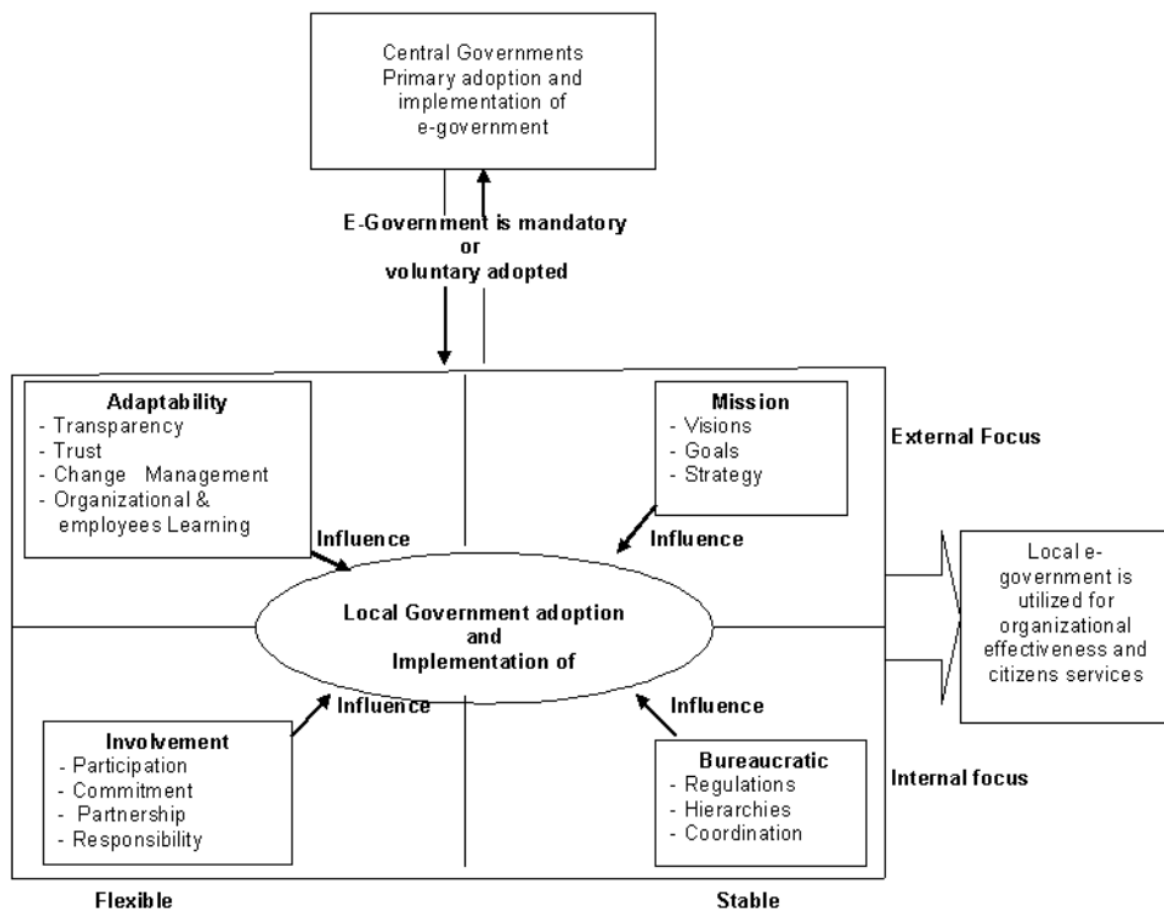 Central Governments
Primary adoption and
implementation of
e-government
E-Government is mandatory
or
voluntary adopted
Adaptability
- Transparency
- Trust
- Change Management
- Organizational &
employees Learning
Influence
Mission
- Visions
- Goals
- Strategy
Influence
External Focus
Local Government adoption
and
Implementation of
Local e-
government is
utilized for
organizational
effectiveness and
citizens services
Influence
Involvement
- Participation
- Commitment
- Partnership
- Responsibility
Influence
Bureaucratic
- Regulations
- Hierarchies
- Coordination
Internal focus
Flexible
Stable